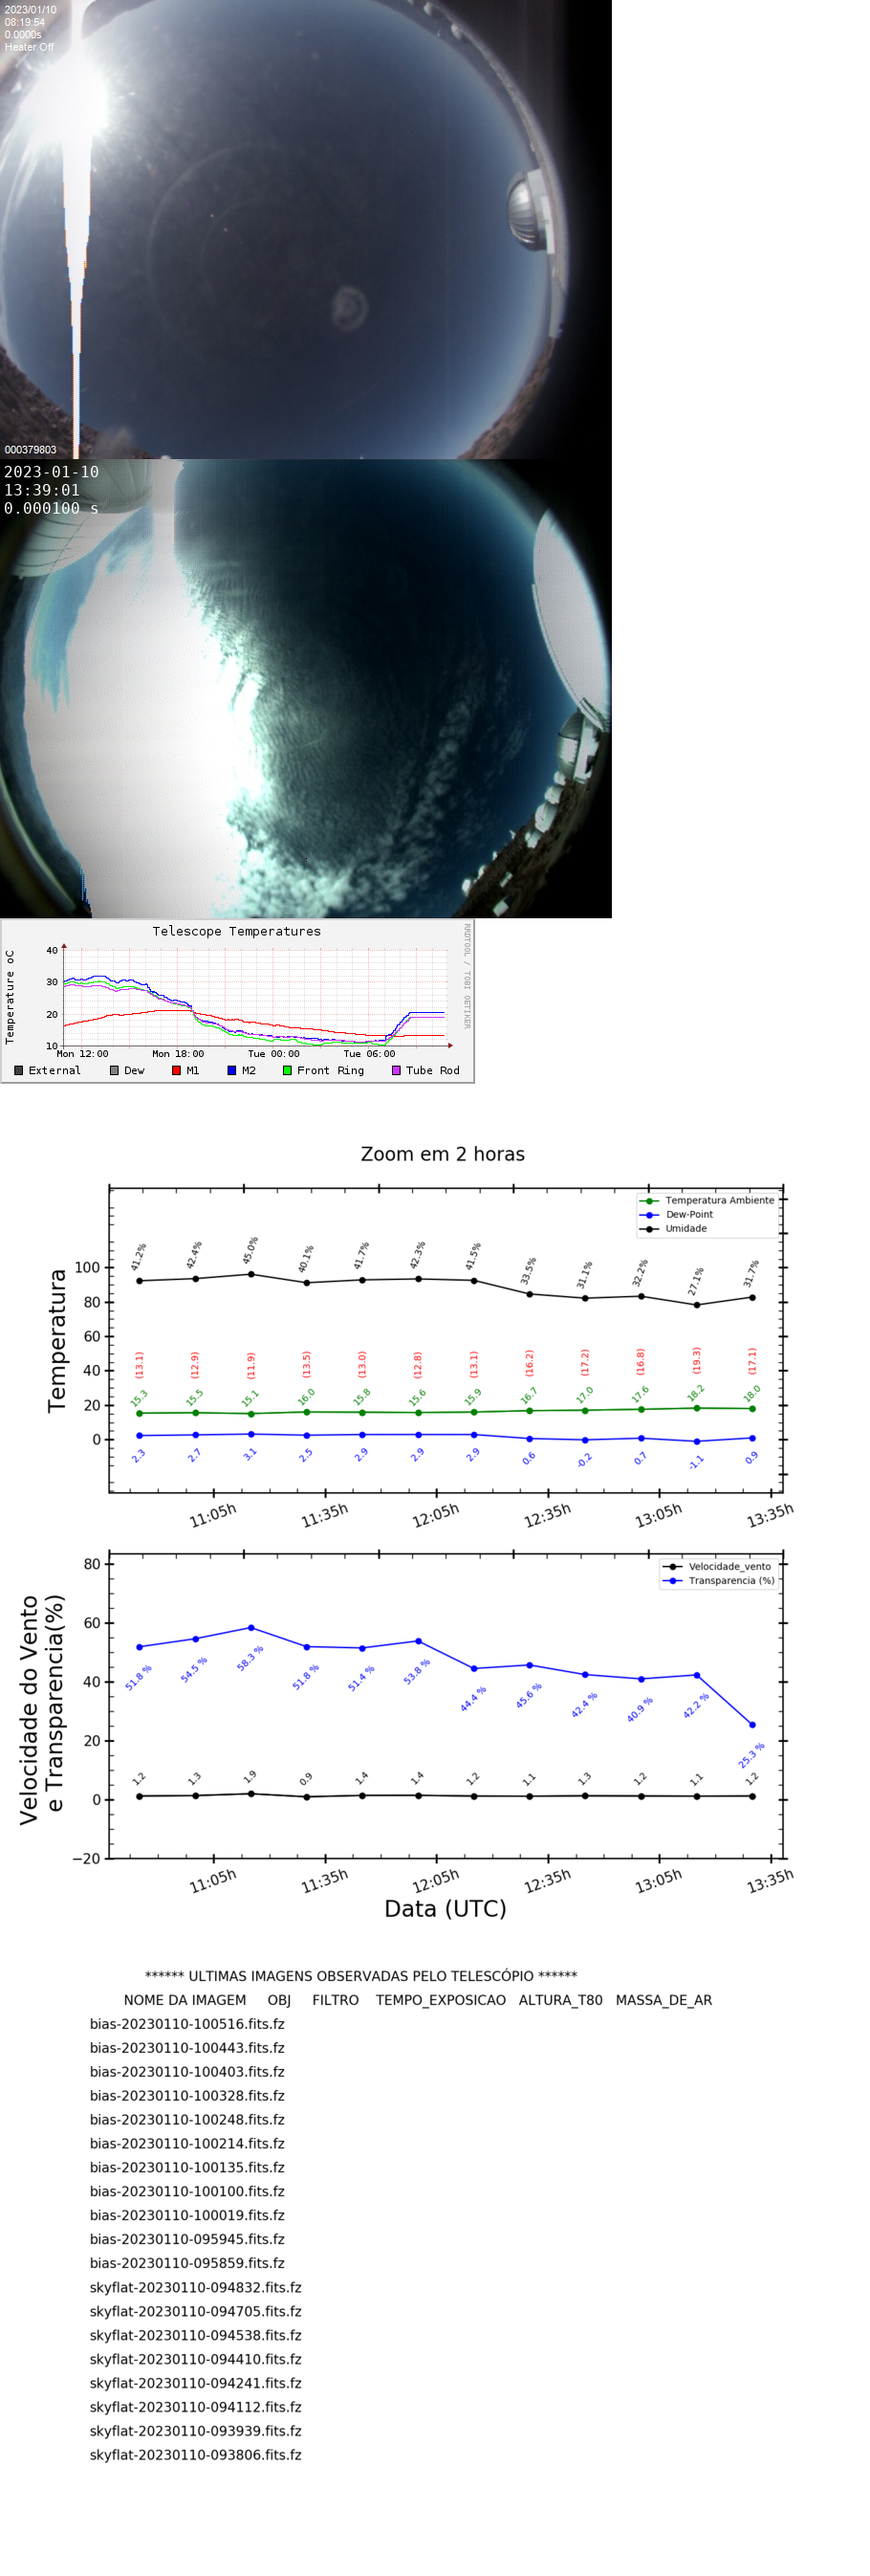 2023/01/10
08:19:54
0.0000s
Heater Off
000379803
2023-01-10
13:39:01
0.000100 s
Telescope Temperatures
RRDTOOL / TOBI OETIKER
Temperature oC
40
30
20
10
Mon 12:00 Mon 18:00 Tue 00:00 Tue 06:00
External Dew M1 M2 Front Ring Tube Rod
Zoom em 2 horas
Temperatura Ambiente
Dew-Point
Umidade
Temperatura
100
80
60
40
20
0
41.2% 42.4% 45.0% 40.1% 41.7% 42.3% 41.5% 33.5% 31.1% 32.2% 27.1% 31.7%
(13.1) (12.9) (11.9) (13.5) (13.0) (12.8) (13.1) (16.2) (17.2) (16.8) (19.3) (17.1)
15.3 15.5 15.1 16.0 15.8 15.6 15.9 16.7 17.0 17.6 18.2 18.0
2.3 2.7 3.1 2.5 2.9 2.9 2.9 0.6 -0.2 0.7 -1.1 0.9
11:05h 11:35h 12:05h 12:35h 13:05h 13:35h
Velocidade_vento
Transparencia (%)
Velocidade do Vento
e Transparencia(%)
80
60
40
20
0
−20
51.8 % 54.5 % 58.3 % 51.8 % 51.4 % 53.8 % 44.4 % 45.6 % 42.4 % 40.9 % 42.2 % 25.3 %
1.2 1.3 1.9 0.9 1.4 1.4 1.2 1.1 1.3 1.2 1.1 1.2
11:05h 11:35h 12:05h 12:35h 13:05h 13:35h
Data (UTC)
****** ULTIMAS IMAGENS OBSERVADAS PELO TELESCÓPIO ******
NOME DA IMAGEM OBJ FILTRO TEMPO_EXPOSICAO ALTURA_T80 MASSA_DE_AR
bias-20230110-100516.fits.fz
bias-20230110-100443.fits.fz
bias-20230110-100403.fits.fz
bias-20230110-100328.fits.fz
bias-20230110-100248.fits.fz
bias-20230110-100214.fits.fz
bias-20230110-100135.fits.fz
bias-20230110-100100.fits.fz
bias-20230110-100019.fits.fz
bias-20230110-095945.fits.fz
bias-20230110-095859.fits.fz
skyflat-20230110-094832.fits.fz
skyflat-20230110-094705.fits.fz
skyflat-20230110-094538.fits.fz
skyflat-20230110-094410.fits.fz
skyflat-20230110-094241.fits.fz
skyflat-20230110-094112.fits.fz
skyflat-20230110-093939.fits.fz
skyflat-20230110-093806.fits.fz